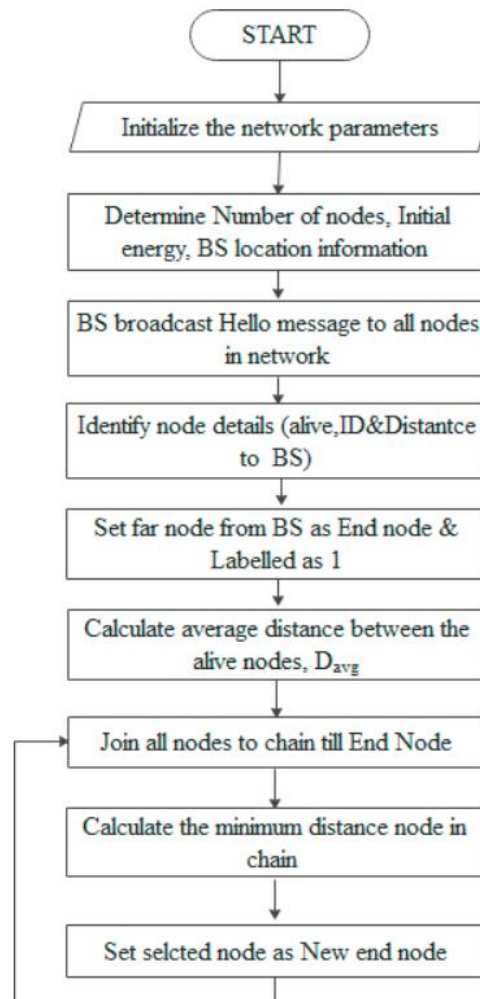 START
Initialize the network parameters
Determine Number of nodes, Initial
energy, BS location information
BS broadcast Hello message to all nodes
in network
Identify node details (alive,ID&Distantce
to BS)
Set far node from BS as End node &
Labelled as 1
Calculate average distance between the
alive nodes, Davg
Join all nodes to chain till End Node
Calculate the minimum distance node in
chain
Set selcted node as New end node